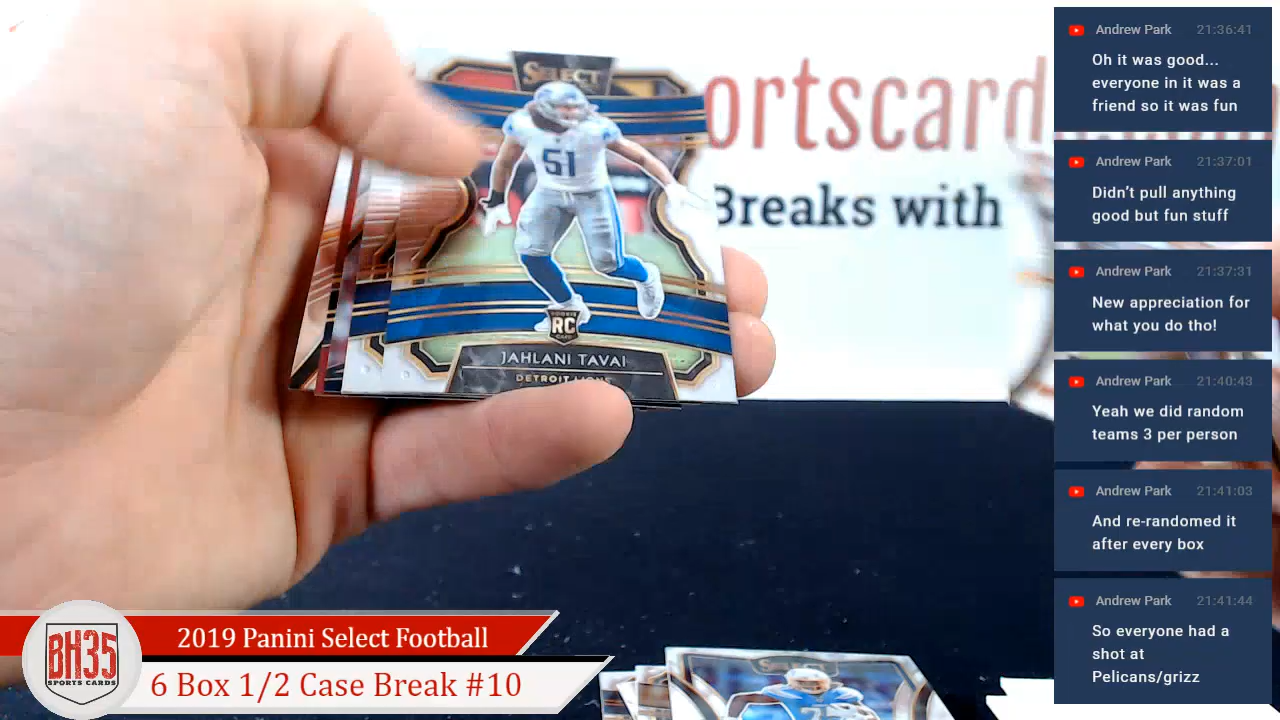 SELECT
51
RC
JAHLANI TAVAI
DETROIT LIONS
ortscard
Breaks with
BH35
SPORTS CARDS
2019 Panini Select Football
6 Box 1/2 Case Break #10
SELECT
Andrew Park 21:36:41
Oh it was good...
everyone in it was a
friend so it was fun
Andrew Park 21:37:01
Didn't pull anything
good but fun stuff
Andrew Park 21:37:31
New appreciation for
what you do tho!
Andrew Park 21:40:43
Yeah we did random
teams 3 per person
Andrew Park 21:41:03
And re-randomed it
after every box
Andrew Park 21:41:44
So everyone had a
shot at
Pelicans/grizz